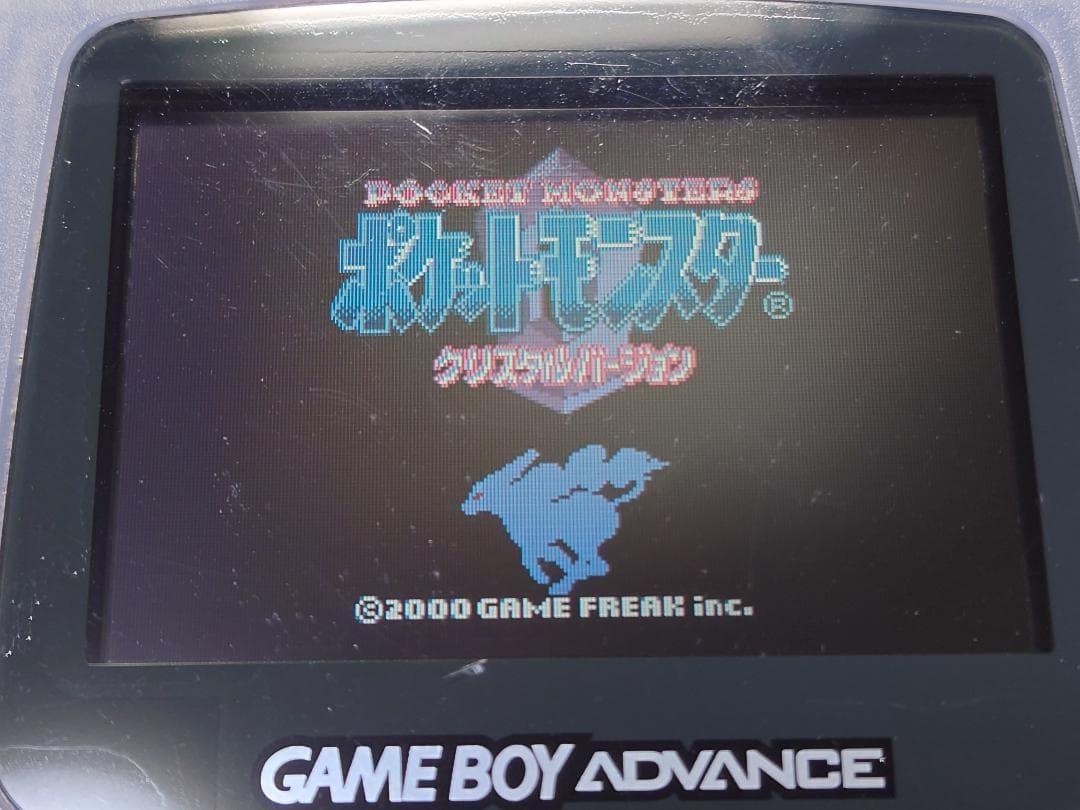 POCKET MONSTERS
ポケットモンスター®
クリスタルバージョン
©2000 GAME FREAK inc.
GAME BOY ADVANCE